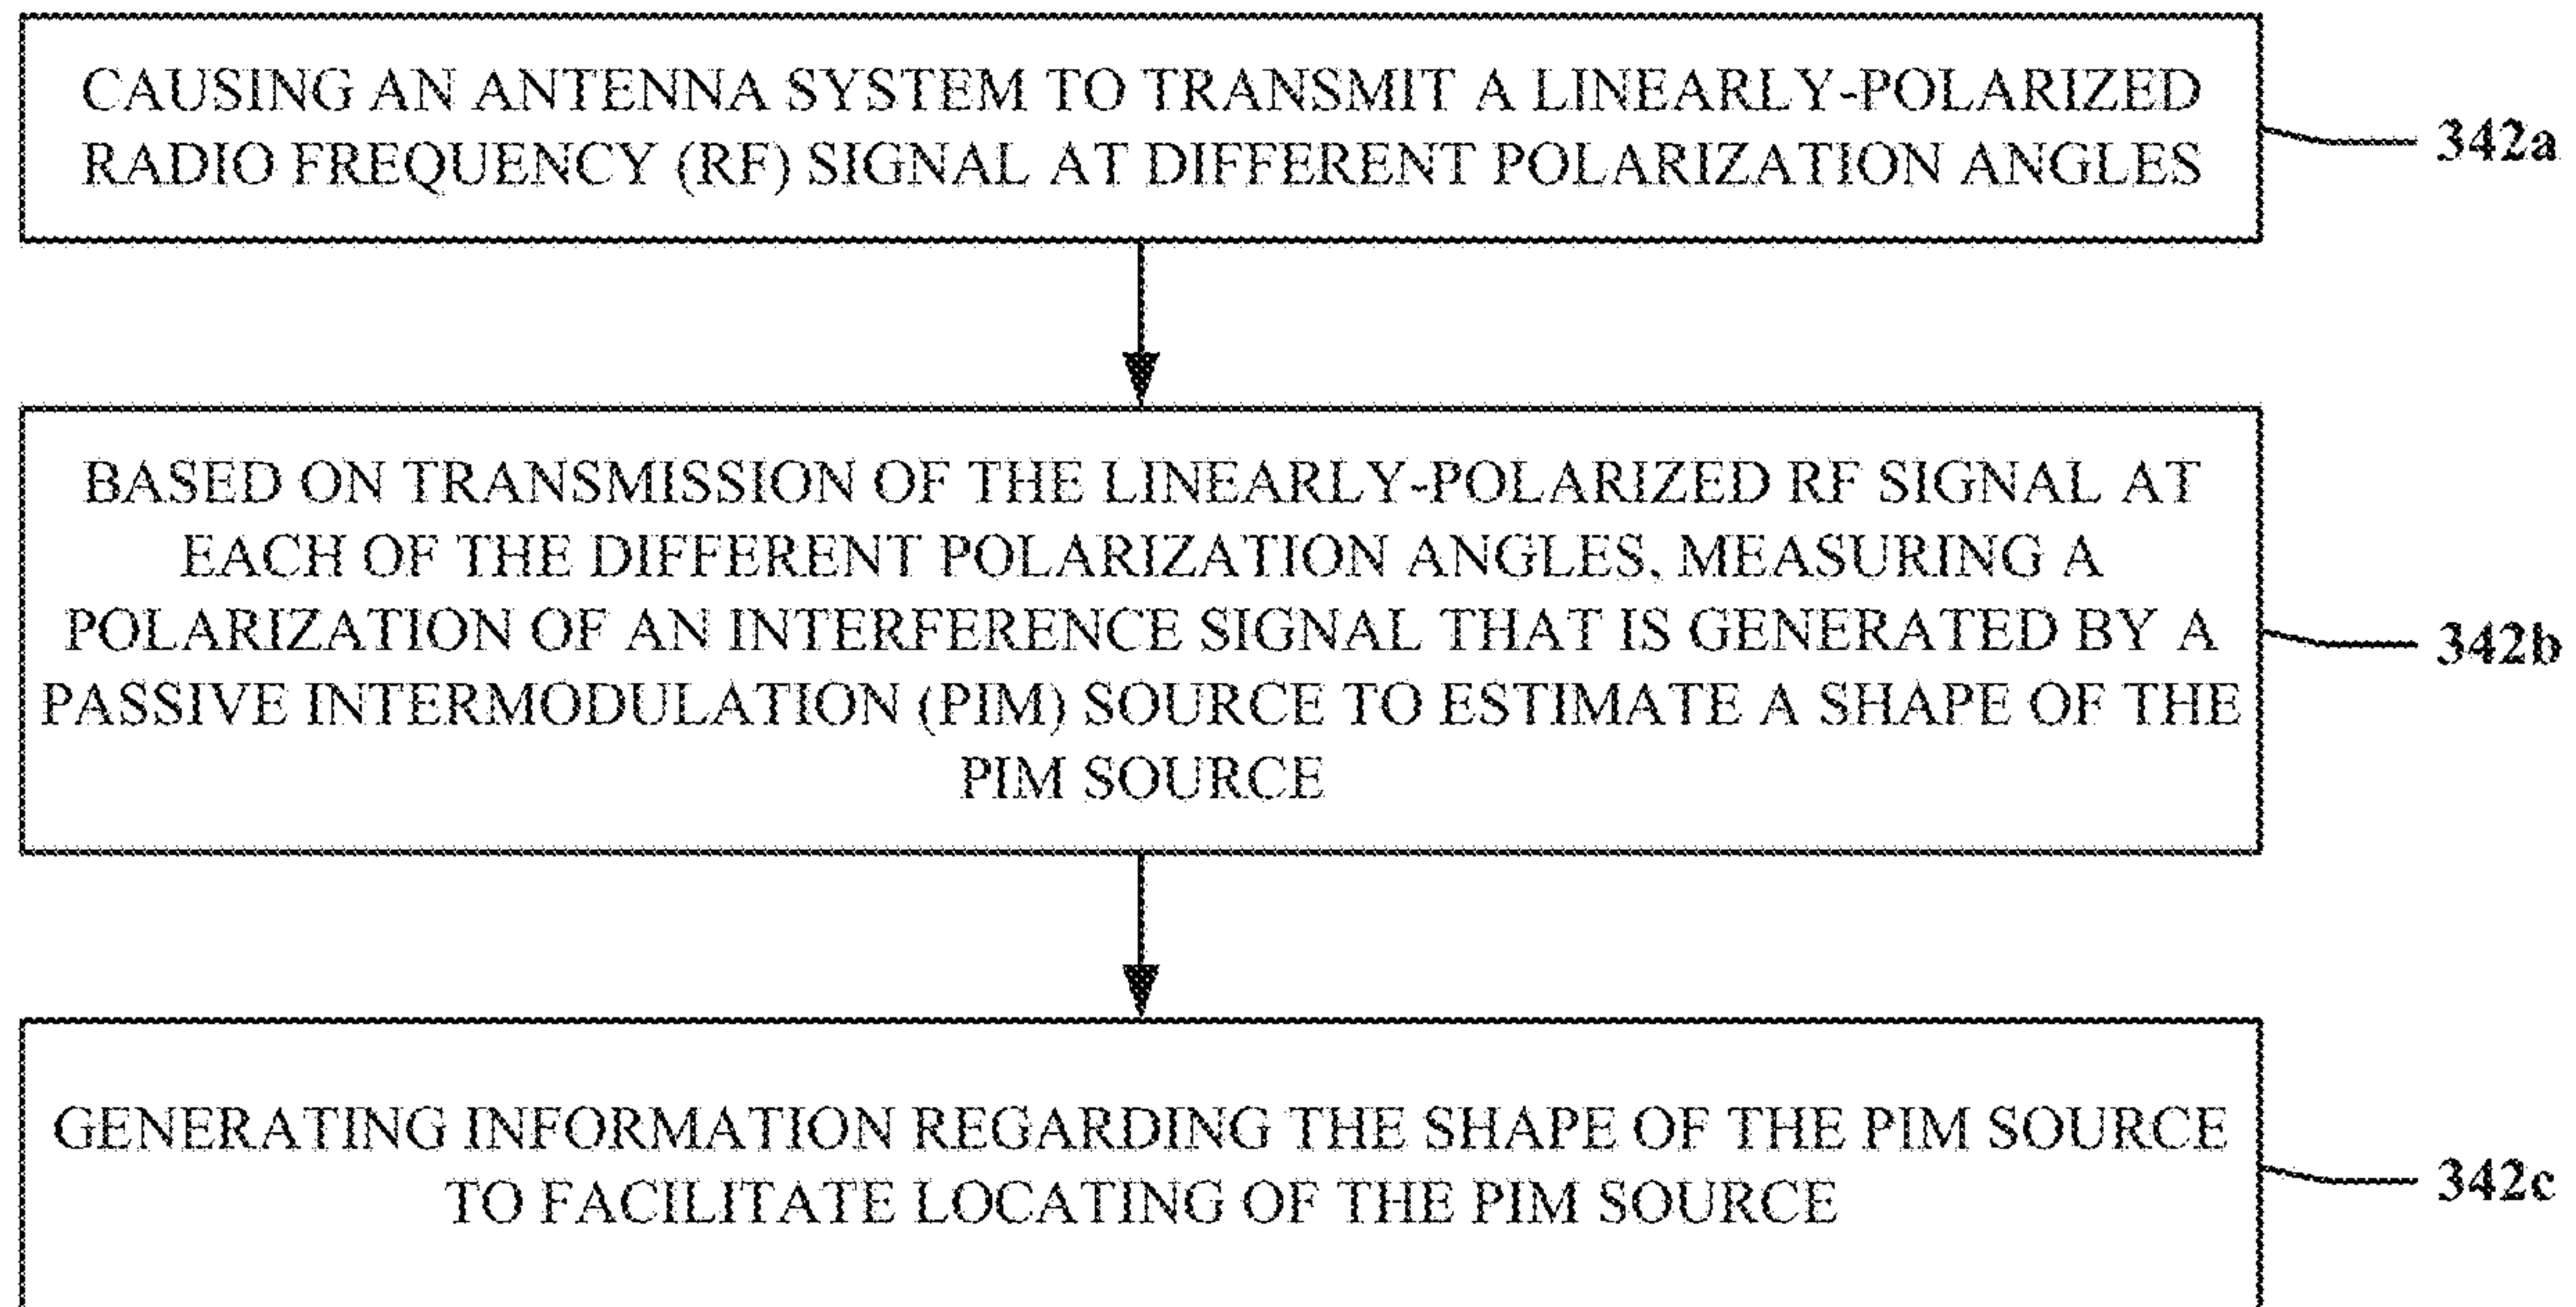 CAUSING AN ANTENNA SYSTEM TO TRANSMIT A LINEARLY-POLARIZED
RADIO FREQUENCY (RF) SIGNAL AT DIFFERENT POLARIZATION ANGLES
342a
BASED ON TRANSMISSION OF THE LINEARLY-POLARIZED RF SIGNAL AT
EACH OF THE DIFFERENT POLARIZATION ANGLES, MEASURING A
POLARIZATION OF AN INTERFERENCE SIGNAL THAT IS GENERATED BY A
PASSIVE INTERMODULATION (PIM) SOURCE TO ESTIMATE A SHAPE OF THE
PIM SOURCE
342b
GENERATING INFORMATION REGARDING THE SHAPE OF THE PIM SOURCE
TO FACILITATE LOCATING OF THE PIM SOURCE
342c